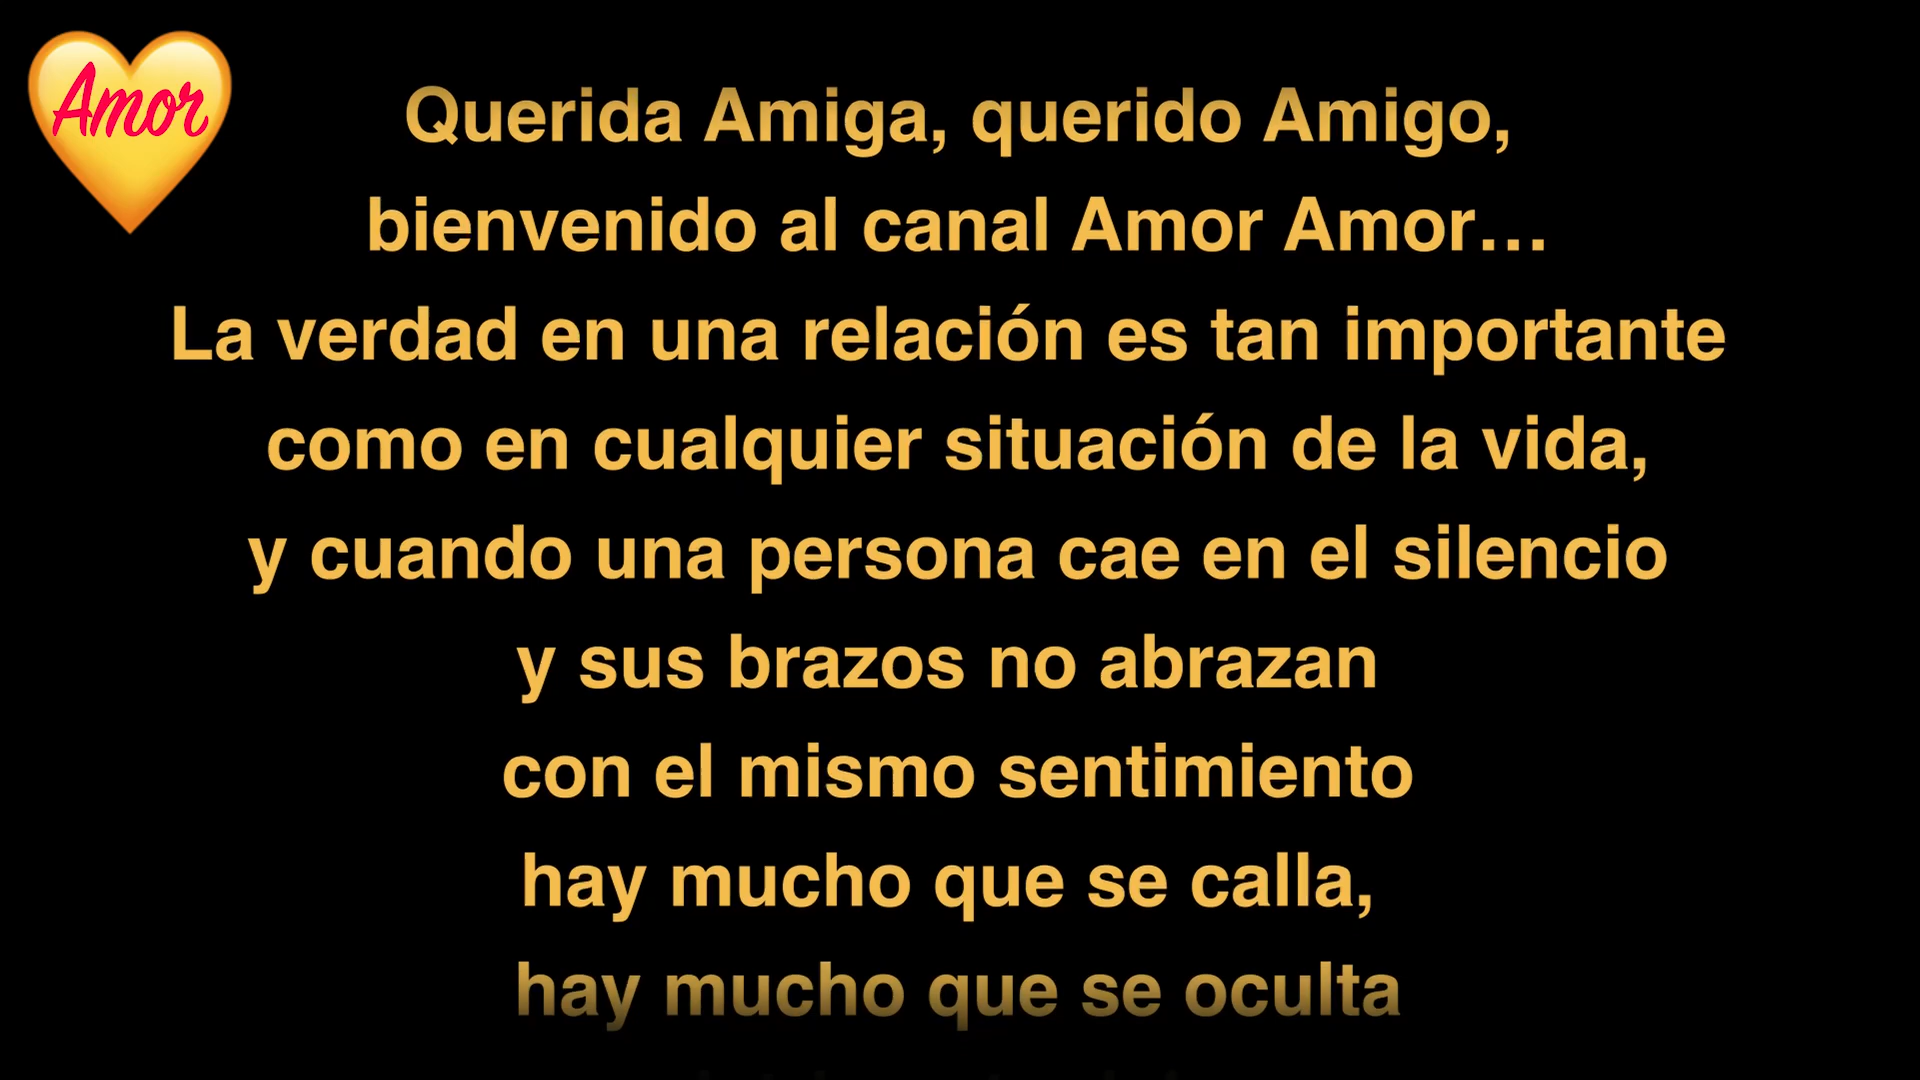 Amor
Querida Amiga, querido Amigo,
bienvenido al canal Amor Amor...
La verdad en una relación es tan importante
como en cualquier situación de la vida,
y cuando una persona cae en el silencio
y sus brazos no abrazan
con el mismo sentimiento
hay mucho que se calla,
hay mucho que se oculta